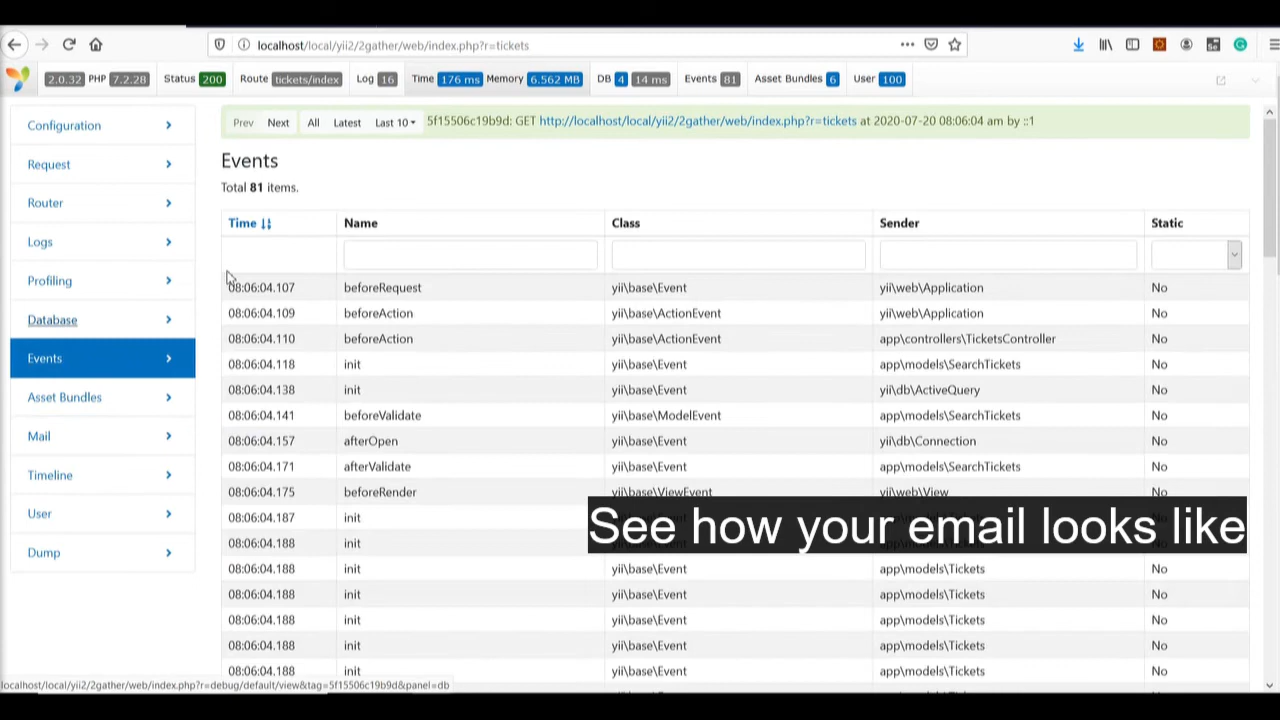 localhost/local/yii2/2gather/web/index.php?r=tickets
2.0.32 PHP 7.2.28 Status 200 Route tickets/index Log 16 Time 176 ms Memory 6.562 MB DB 4 14 ms Events 81 Asset Bundles 6 User 100
Configuration
Request
Router
Logs
Profiling
Database
Events
Asset Bundles
Mail
Timeline
User
Dump
Prev Next All Latest Last 10 5f15506c19b9d: GET http://localhost/local/yii2/2gather/web/index.php?r=tickets at 2020-07-20 08:06:04 am by ::1
Events
Total 81 items.
Time Name Class Sender Static
08:06:04.107 beforeRequest yii\base\Event yii\web\Application No
08:06:04.109 beforeAction yii\base\ActionEvent yii\web\Application No
08:06:04.110 beforeAction yii\base\ActionEvent app\controllers\TicketsController No
08:06:04.118 init yii\base\Event app\models\SearchTickets No
08:06:04.138 init yii\base\Event yii\db\ActiveQuery No
08:06:04.141 beforeValidate yii\base\ModelEvent app\models\SearchTickets No
08:06:04.157 afterOpen yii\base\Event yii\db\Connection No
08:06:04.171 afterValidate yii\base\Event app\models\SearchTickets No
08:06:04.175 beforeRender yii\base\ViewEvent yii\web\View No
08:06:04.187 init
See how your email looks like
08:06:04.188 init
08:06:04.188 init yii\base\Event app\models\Tickets No
08:06:04.188 init yii\base\Event app\models\Tickets No
08:06:04.188 init yii\base\Event app\models\Tickets No
08:06:04.188 init yii\base\Event app\models\Tickets No
08:06:04.188 init yii\base\Event app\models\Tickets No
localhost/local/yii2/2gather/web/index.php?r=debug/default/view&tag=5f15506c19b9d&panel=db